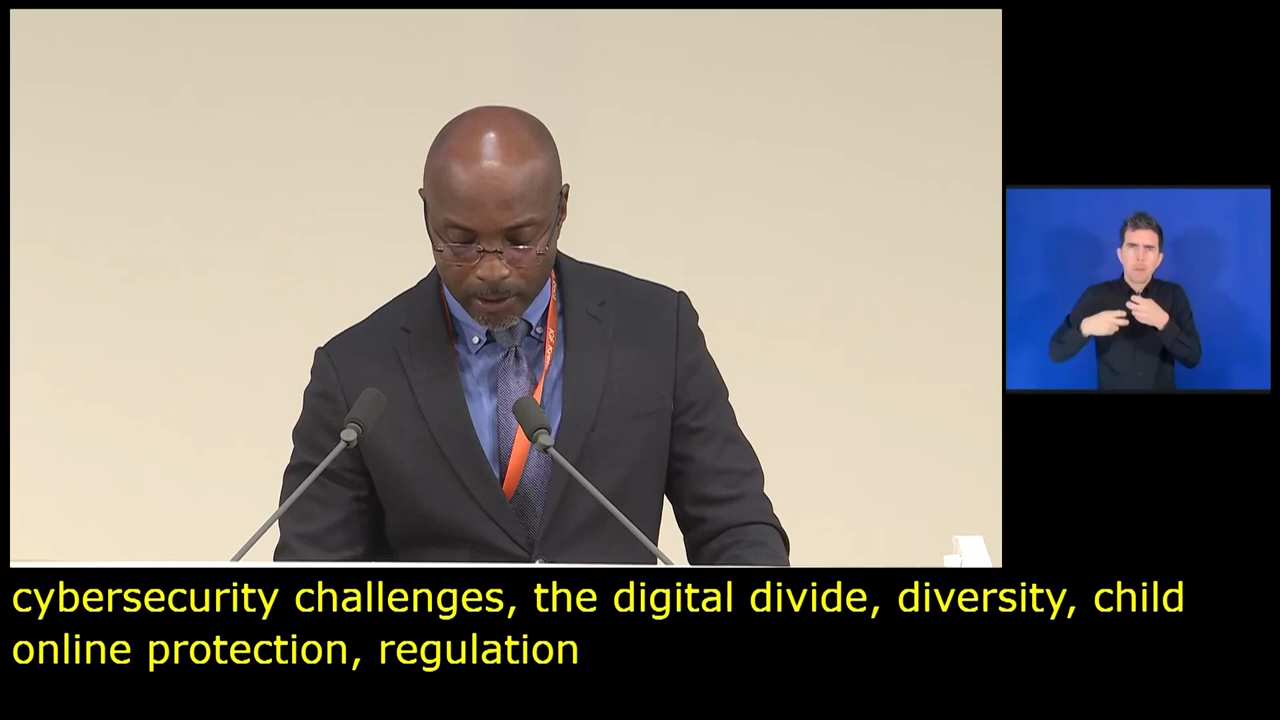 cybersecurity challenges, the digital divide, diversity, child
online protection, regulation